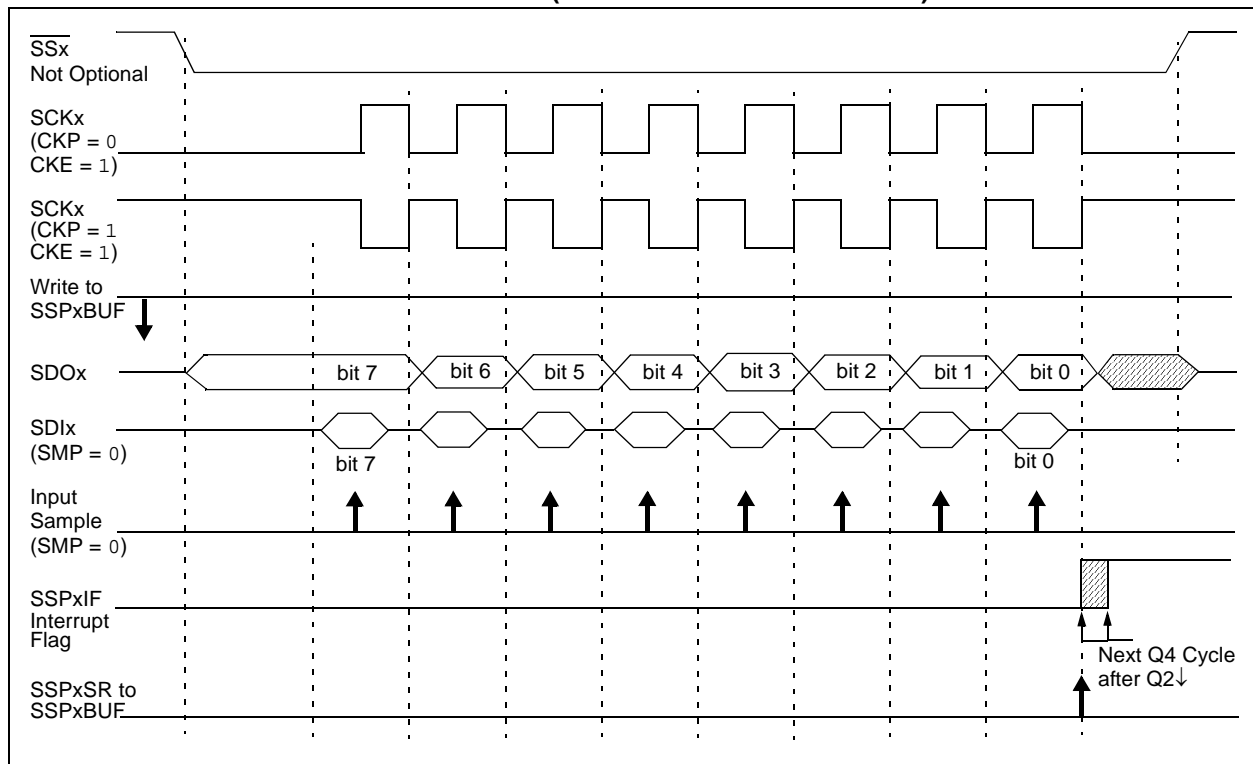 SSx
Not Optional
SCKx
(CKP = 0
CKE = 1)
SCKx
(CKP = 1
CKE = 1)
Write to
SSPxBUF
SDOx
bit 7
bit 6
bit 5
bit 4
bit 3
bit 2
bit 1
bit 0
SDIx
(SMP = 0)
bit 7
bit 0
Input
Sample
(SMP = 0)
SSPxIF
Interrupt
Flag
Next Q4 Cycle
after Q2↓
SSPxSR to
SSPxBUF